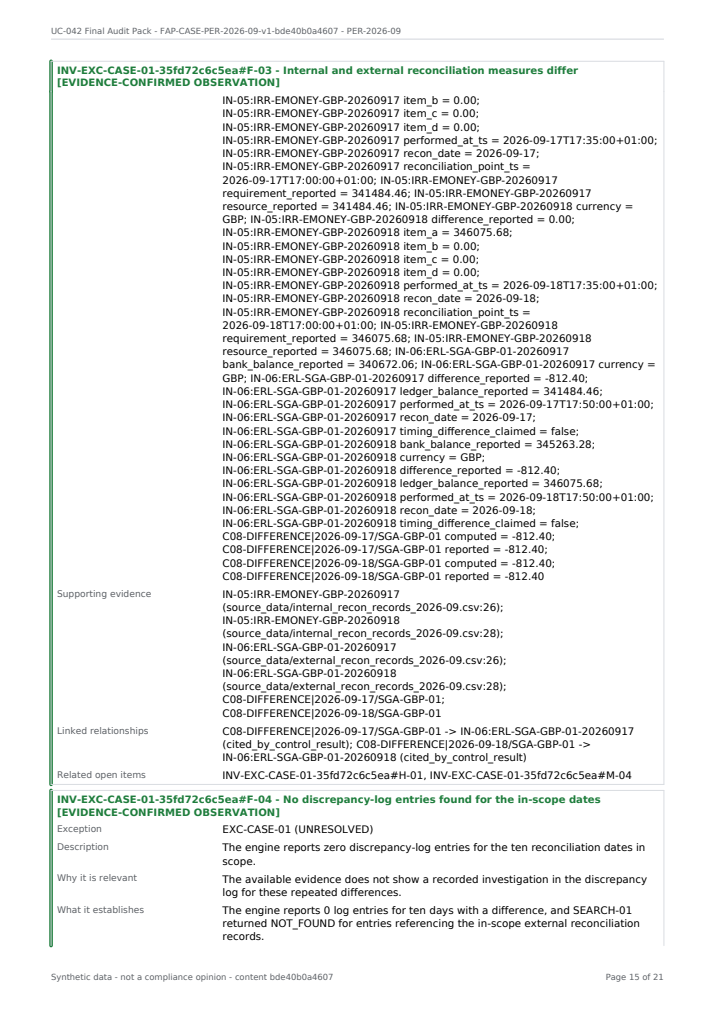 UC-042 Final Audit Pack - FAP-CASE-PER-2026-09-v1-bde40b0a4607 - PER-2026-09
INV-EXC-CASE-01-35fd72c6c5ea#F-03 - Internal and external reconciliation measures differ
[EVIDENCE-CONFIRMED OBSERVATION]
IN-05:IRR-EMONEY-GBP-20260917 item_b = 0.00;
IN-05:IRR-EMONEY-GBP-20260917 item_c = 0.00;
IN-05:IRR-EMONEY-GBP-20260917 item_d = 0.00;
IN-05:IRR-EMONEY-GBP-20260917 performed_at_ts = 2026-09-17T17:35:00+01:00;
IN-05:IRR-EMONEY-GBP-20260917 recon_date = 2026-09-17;
IN-05:IRR-EMONEY-GBP-20260917 reconciliation_point_ts =
2026-09-17T17:00:00+01:00; IN-05:IRR-EMONEY-GBP-20260917
requirement_reported = 341484.46; IN-05:IRR-EMONEY-GBP-20260917
resource_reported = 341484.46; IN-05:IRR-EMONEY-GBP-20260918 currency =
GBP; IN-05:IRR-EMONEY-GBP-20260918 difference_reported = 0.00;
IN-05:IRR-EMONEY-GBP-20260918 item_a = 346075.68;
IN-05:IRR-EMONEY-GBP-20260918 item_b = 0.00;
IN-05:IRR-EMONEY-GBP-20260918 item_c = 0.00;
IN-05:IRR-EMONEY-GBP-20260918 item_d = 0.00;
IN-05:IRR-EMONEY-GBP-20260918 performed_at_ts = 2026-09-18T17:35:00+01:00;
IN-05:IRR-EMONEY-GBP-20260918 recon_date = 2026-09-18;
IN-05:IRR-EMONEY-GBP-20260918 reconciliation_point_ts =
2026-09-18T17:00:00+01:00; IN-05:IRR-EMONEY-GBP-20260918
requirement_reported = 346075.68; IN-05:IRR-EMONEY-GBP-20260918
resource_reported = 346075.68; IN-06:ERL-SGA-GBP-01-20260917
bank_balance_reported = 340672.06; IN-06:ERL-SGA-GBP-01-20260917 currency =
GBP; IN-06:ERL-SGA-GBP-01-20260917 difference_reported = -812.40;
IN-06:ERL-SGA-GBP-01-20260917 ledger_balance_reported = 341484.46;
IN-06:ERL-SGA-GBP-01-20260917 performed_at_ts = 2026-09-17T17:50:00+01:00;
IN-06:ERL-SGA-GBP-01-20260917 recon_date = 2026-09-17;
IN-06:ERL-SGA-GBP-01-20260917 timing_difference_claimed = false;
IN-06:ERL-SGA-GBP-01-20260918 bank_balance_reported = 345263.28;
IN-06:ERL-SGA-GBP-01-20260918 currency = GBP;
IN-06:ERL-SGA-GBP-01-20260918 difference_reported = -812.40;
IN-06:ERL-SGA-GBP-01-20260918 ledger_balance_reported = 346075.68;
IN-06:ERL-SGA-GBP-01-20260918 performed_at_ts = 2026-09-18T17:50:00+01:00;
IN-06:ERL-SGA-GBP-01-20260918 recon_date = 2026-09-18;
IN-06:ERL-SGA-GBP-01-20260918 timing_difference_claimed = false;
C08-DIFFERENCE|2026-09-17/SGA-GBP-01 computed = -812.40;
C08-DIFFERENCE|2026-09-17/SGA-GBP-01 reported = -812.40;
C08-DIFFERENCE|2026-09-18/SGA-GBP-01 computed = -812.40;
C08-DIFFERENCE|2026-09-18/SGA-GBP-01 reported = -812.40
Supporting evidence IN-05:IRR-EMONEY-GBP-20260917
(source_data/internal_recon_records_2026-09.csv:26);
IN-05:IRR-EMONEY-GBP-20260918
(source_data/internal_recon_records_2026-09.csv:28);
IN-06:ERL-SGA-GBP-01-20260917
(source_data/external_recon_records_2026-09.csv:26);
IN-06:ERL-SGA-GBP-01-20260918
(source_data/external_recon_records_2026-09.csv:28);
C08-DIFFERENCE|2026-09-17/SGA-GBP-01;
C08-DIFFERENCE|2026-09-18/SGA-GBP-01
Linked relationships C08-DIFFERENCE|2026-09-17/SGA-GBP-01 -> IN-06:ERL-SGA-GBP-01-20260917
(cited_by_control_result); C08-DIFFERENCE|2026-09-18/SGA-GBP-01 ->
IN-06:ERL-SGA-GBP-01-20260918 (cited_by_control_result)
Related open items INV-EXC-CASE-01-35fd72c6c5ea#H-01, INV-EXC-CASE-01-35fd72c6c5ea#M-04
INV-EXC-CASE-01-35fd72c6c5ea#F-04 - No discrepancy-log entries found for the in-scope dates
[EVIDENCE-CONFIRMED OBSERVATION]
Exception EXC-CASE-01 (UNRESOLVED)
Description The engine reports zero discrepancy-log entries for the ten reconciliation dates in
scope.
Why it is relevant The available evidence does not show a recorded investigation in the discrepancy
log for these repeated differences.
What it establishes The engine reports 0 log entries for ten days with a difference, and SEARCH-01
returned NOT_FOUND for entries referencing the in-scope external reconciliation
records.
Synthetic data - not a compliance opinion - content bde40b0a4607 Page 15 of 21